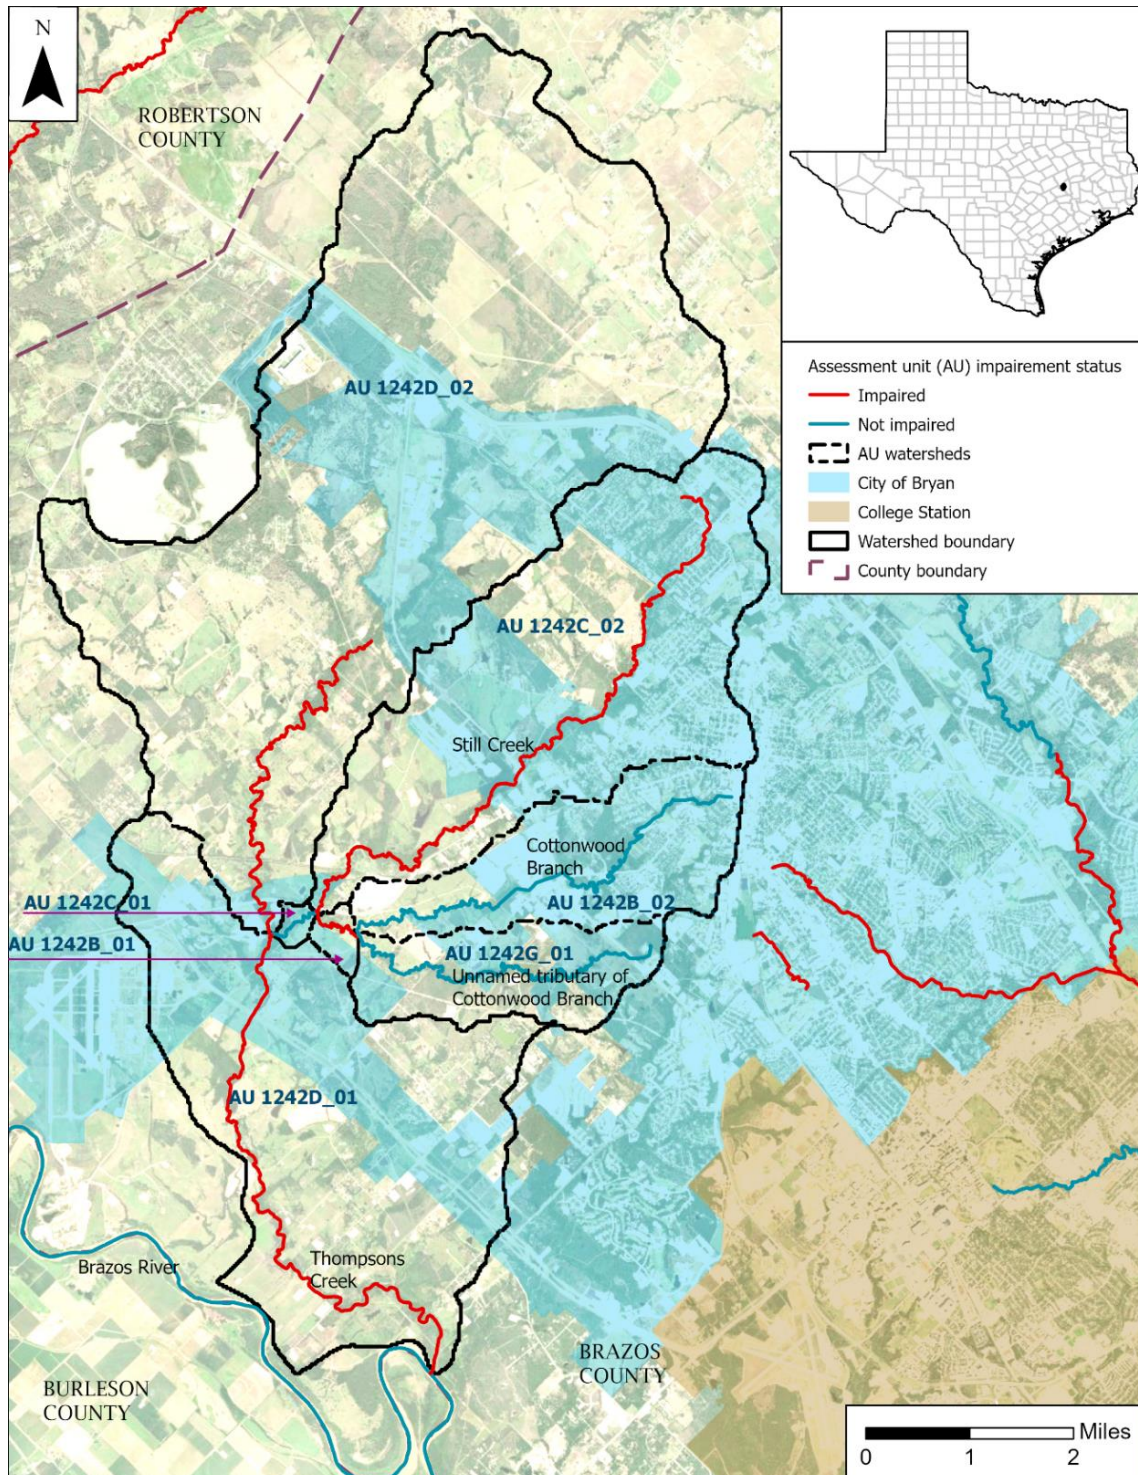 N
ROBERTSON
COUNTY
Assessment unit (AU) impairement status
Impaired
Not impaired
AU watersheds
City of Bryan
College Station
Watershed boundary
County boundary
AU 1242D_02
AU 1242C_02
Still Creek
Cottonwood
Branch
AU 1242C_01
AU 1242B_02
AU 1242B_01
AU 1242G_01
Unnamed tributary of
Cottonwood Branch
AU 1242D_01
Brazos River
Thompsons
Creek
BRAZOS
COUNTY
BURLESON
COUNTY
Miles
0 1 2